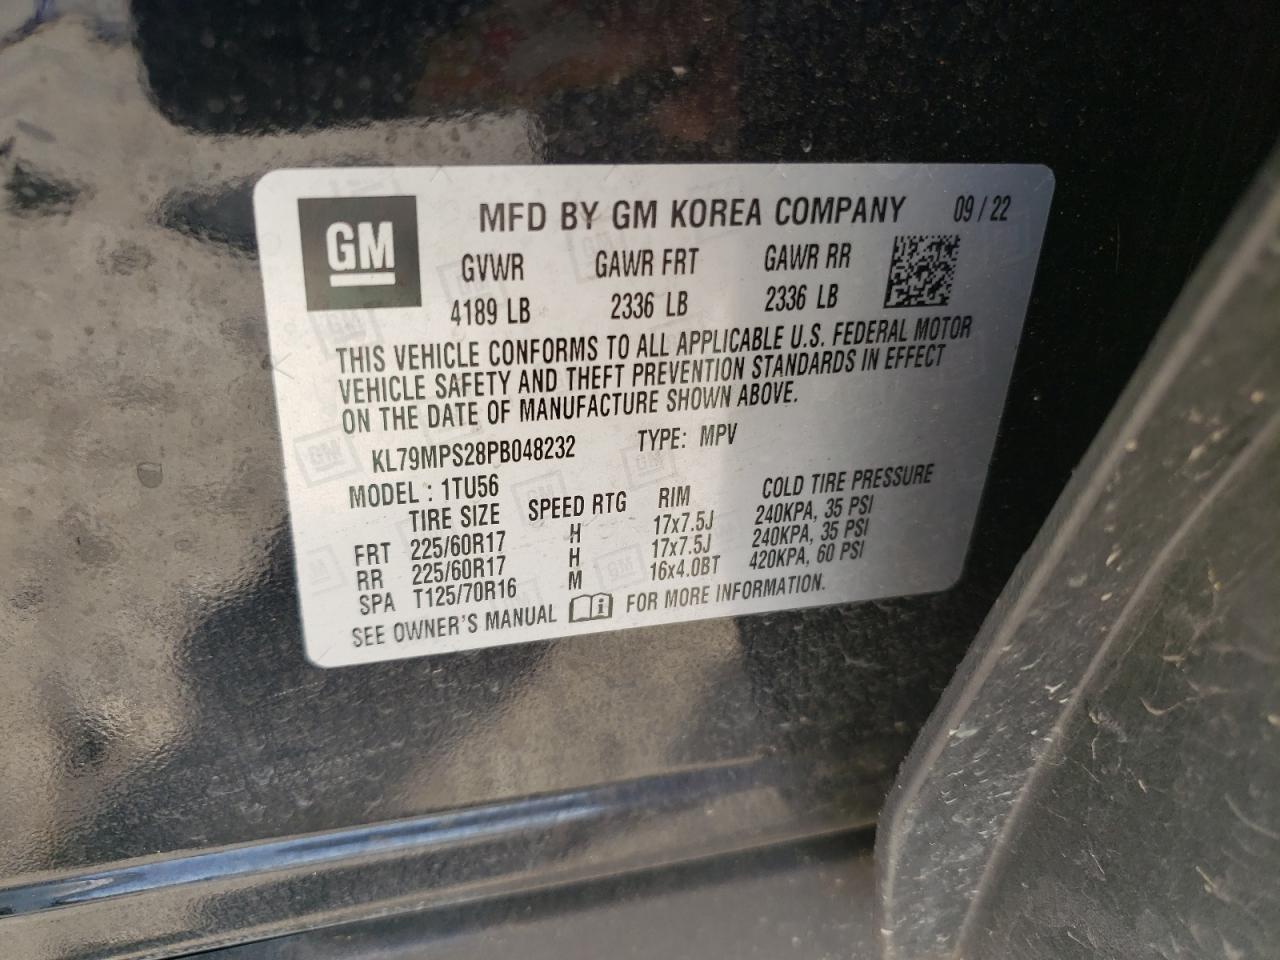 GM MFD BY GM KOREA COMPANY 09 / 22
GVWR GAWR FRT GAWR RR
4189 LB 2336 LB 2336 LB
THIS VEHICLE CONFORMS TO ALL APPLICABLE U.S. FEDERAL MOTOR
VEHICLE SAFETY AND THEFT PREVENTION STANDARDS IN EFFECT
ON THE DATE OF MANUFACTURE SHOWN ABOVE.
KL79MPS28PB048232 TYPE: MPV
MODEL : 1TU56
TIRE SIZE SPEED RTG RIM COLD TIRE PRESSURE
FRT 225/60R17 H 17x7.5J 240KPA, 35 PSI
RR 225/60R17 H 17x7.5J 240KPA, 35 PSI
SPA T125/70R16 M 16x4.0BT 420KPA, 60 PSI
SEE OWNER'S MANUAL FOR MORE INFORMATION.